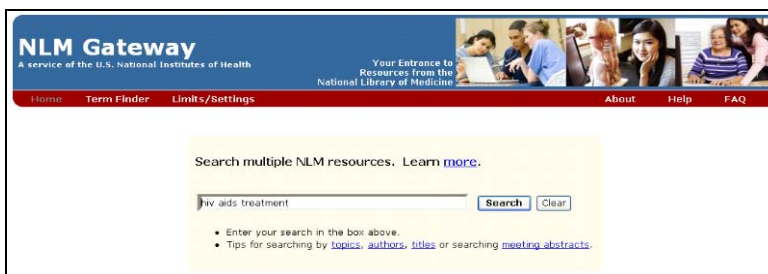 NLM Gateway
A service of the U.S. National Institutes of Health
Your Entrance to
Resources from the
National Library of Medicine
Home Term Finder Limits/Settings About Help FAQ
Search multiple NLM resources. Learn more.
hiv aids treatment Search Clear
• Enter your search in the box above.
• Tips for searching by topics, authors, titles or searching meeting abstracts.